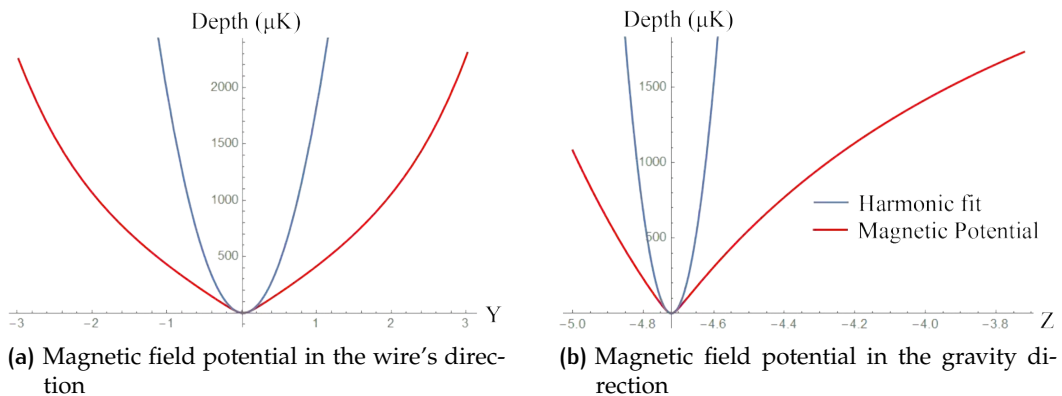 Depth (μK)
2000
1500
1000
500
-3
-2
-1
1
2
3
Y
(a) Magnetic field potential in the wire's direc-
tion
Depth (μK)
1500
1000
500
Harmonic fit
Magnetic Potential
-5.0
-4.8
-4.6
-4.4
-4.2
-4.0
-3.8
Z
(b) Magnetic field potential in the gravity di-
rection